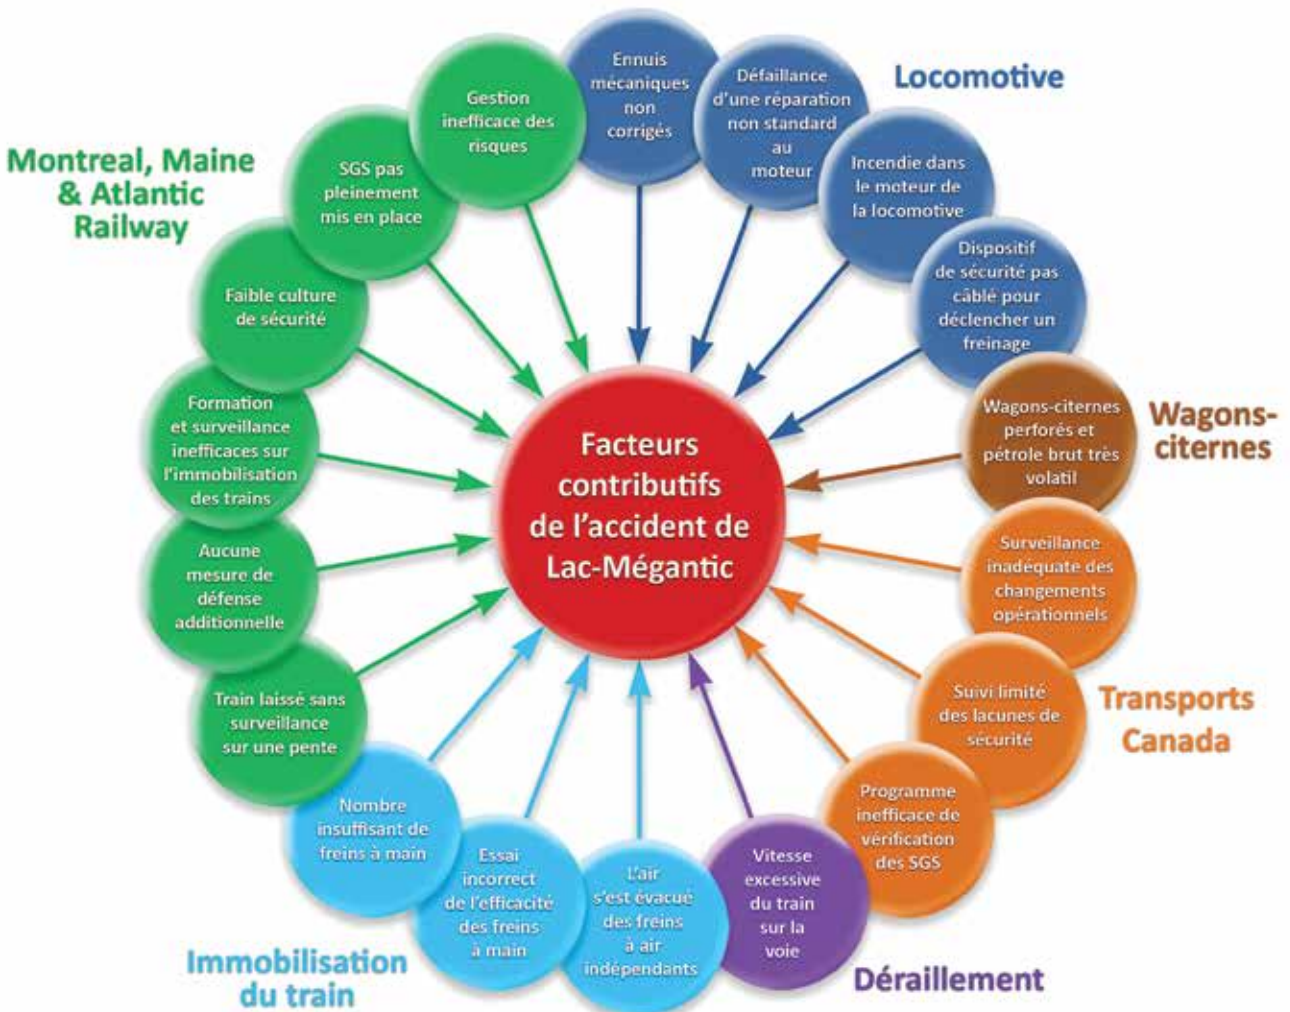 Facteurs
contributifs
de l'accident de
Lac-Mégantic
Locomotive
Ennuis
mécaniques
non
corrigés
Défaillance
d'une réparation
non standard
au
moteur
Incendie dans
le moteur de
la locomotive
Dispositif
de sécurité pas
câblé pour
déclencher un
freinage
Wagons-
citernes
Wagons-citernes
perforés et
pétrole brut très
volatil
Transports
Canada
Surveillance
inadéquate des
changements
opérationnels
Suivi limité
des lacunes de
sécurité
Programme
inefficace de
vérification
des SGS
Déraillement
Vitesse
excessive
du train
sur la
voie
Immobilisation
du train
L'air
s'est évacué
des freins
à air
indépendants
Essai
incorrect
de l'efficacité
des freins
à main
Nombre
insuffisant de
freins à main
Montreal, Maine
& Atlantic
Railway
Train laissé sans
surveillance
sur une pente
Aucune
mesure de
défense
additionnelle
Formation
et surveillance
inefficaces sur
l'immobilisation
des trains
Faible culture
de sécurité
SGS pas
pleinement
mis en place
Gestion
inefficace des
risques